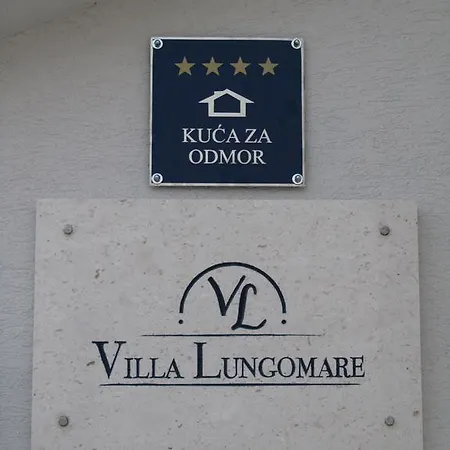 KUĆA ZA
ODMOR
VL
VILLA LUNGOMARE